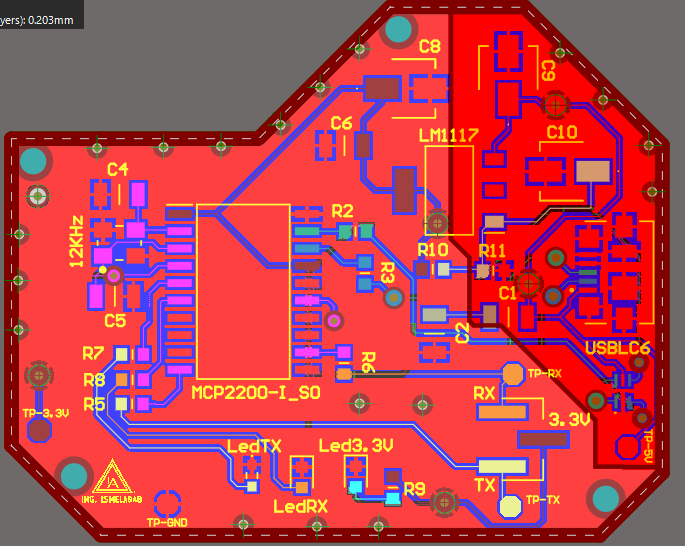 yers): 0.203mm
C8
C9
C6
LM1117
C10
C4
R2
12KHz
R10
R11
R3
C1
C5
C2
USBLC6
R7
R6
R8
TP-RX
MCP2200-I_SO
RX
R5
TP-3.3V
3.3V
LedTX
Led3.3V
TP-5V
TX
R9
ING. ISMELABAB
TP-TX
LedRX
TP-GND